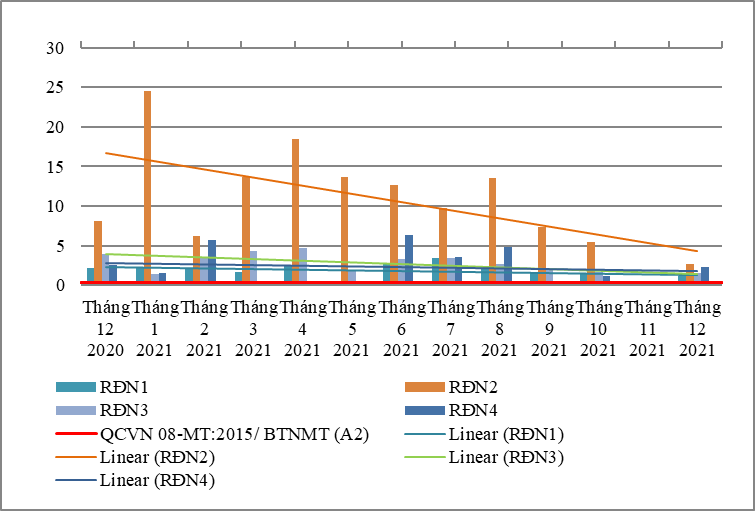 30
25
20
15
10
5
0
Tháng Tháng Tháng Tháng Tháng Tháng Tháng Tháng Tháng Tháng Tháng Tháng Tháng
12 1 2 3 4 5 6 7 8 9 10 11 12
2020 2021 2021 2021 2021 2021 2021 2021 2021 2021 2021 2021 2021
RĐN1 RĐN2
RĐN3 RĐN4
QCVN 08-MT:2015/ BTNMT (A2) Linear (RĐN1)
Linear (RĐN2) Linear (RĐN3)
Linear (RĐN4)